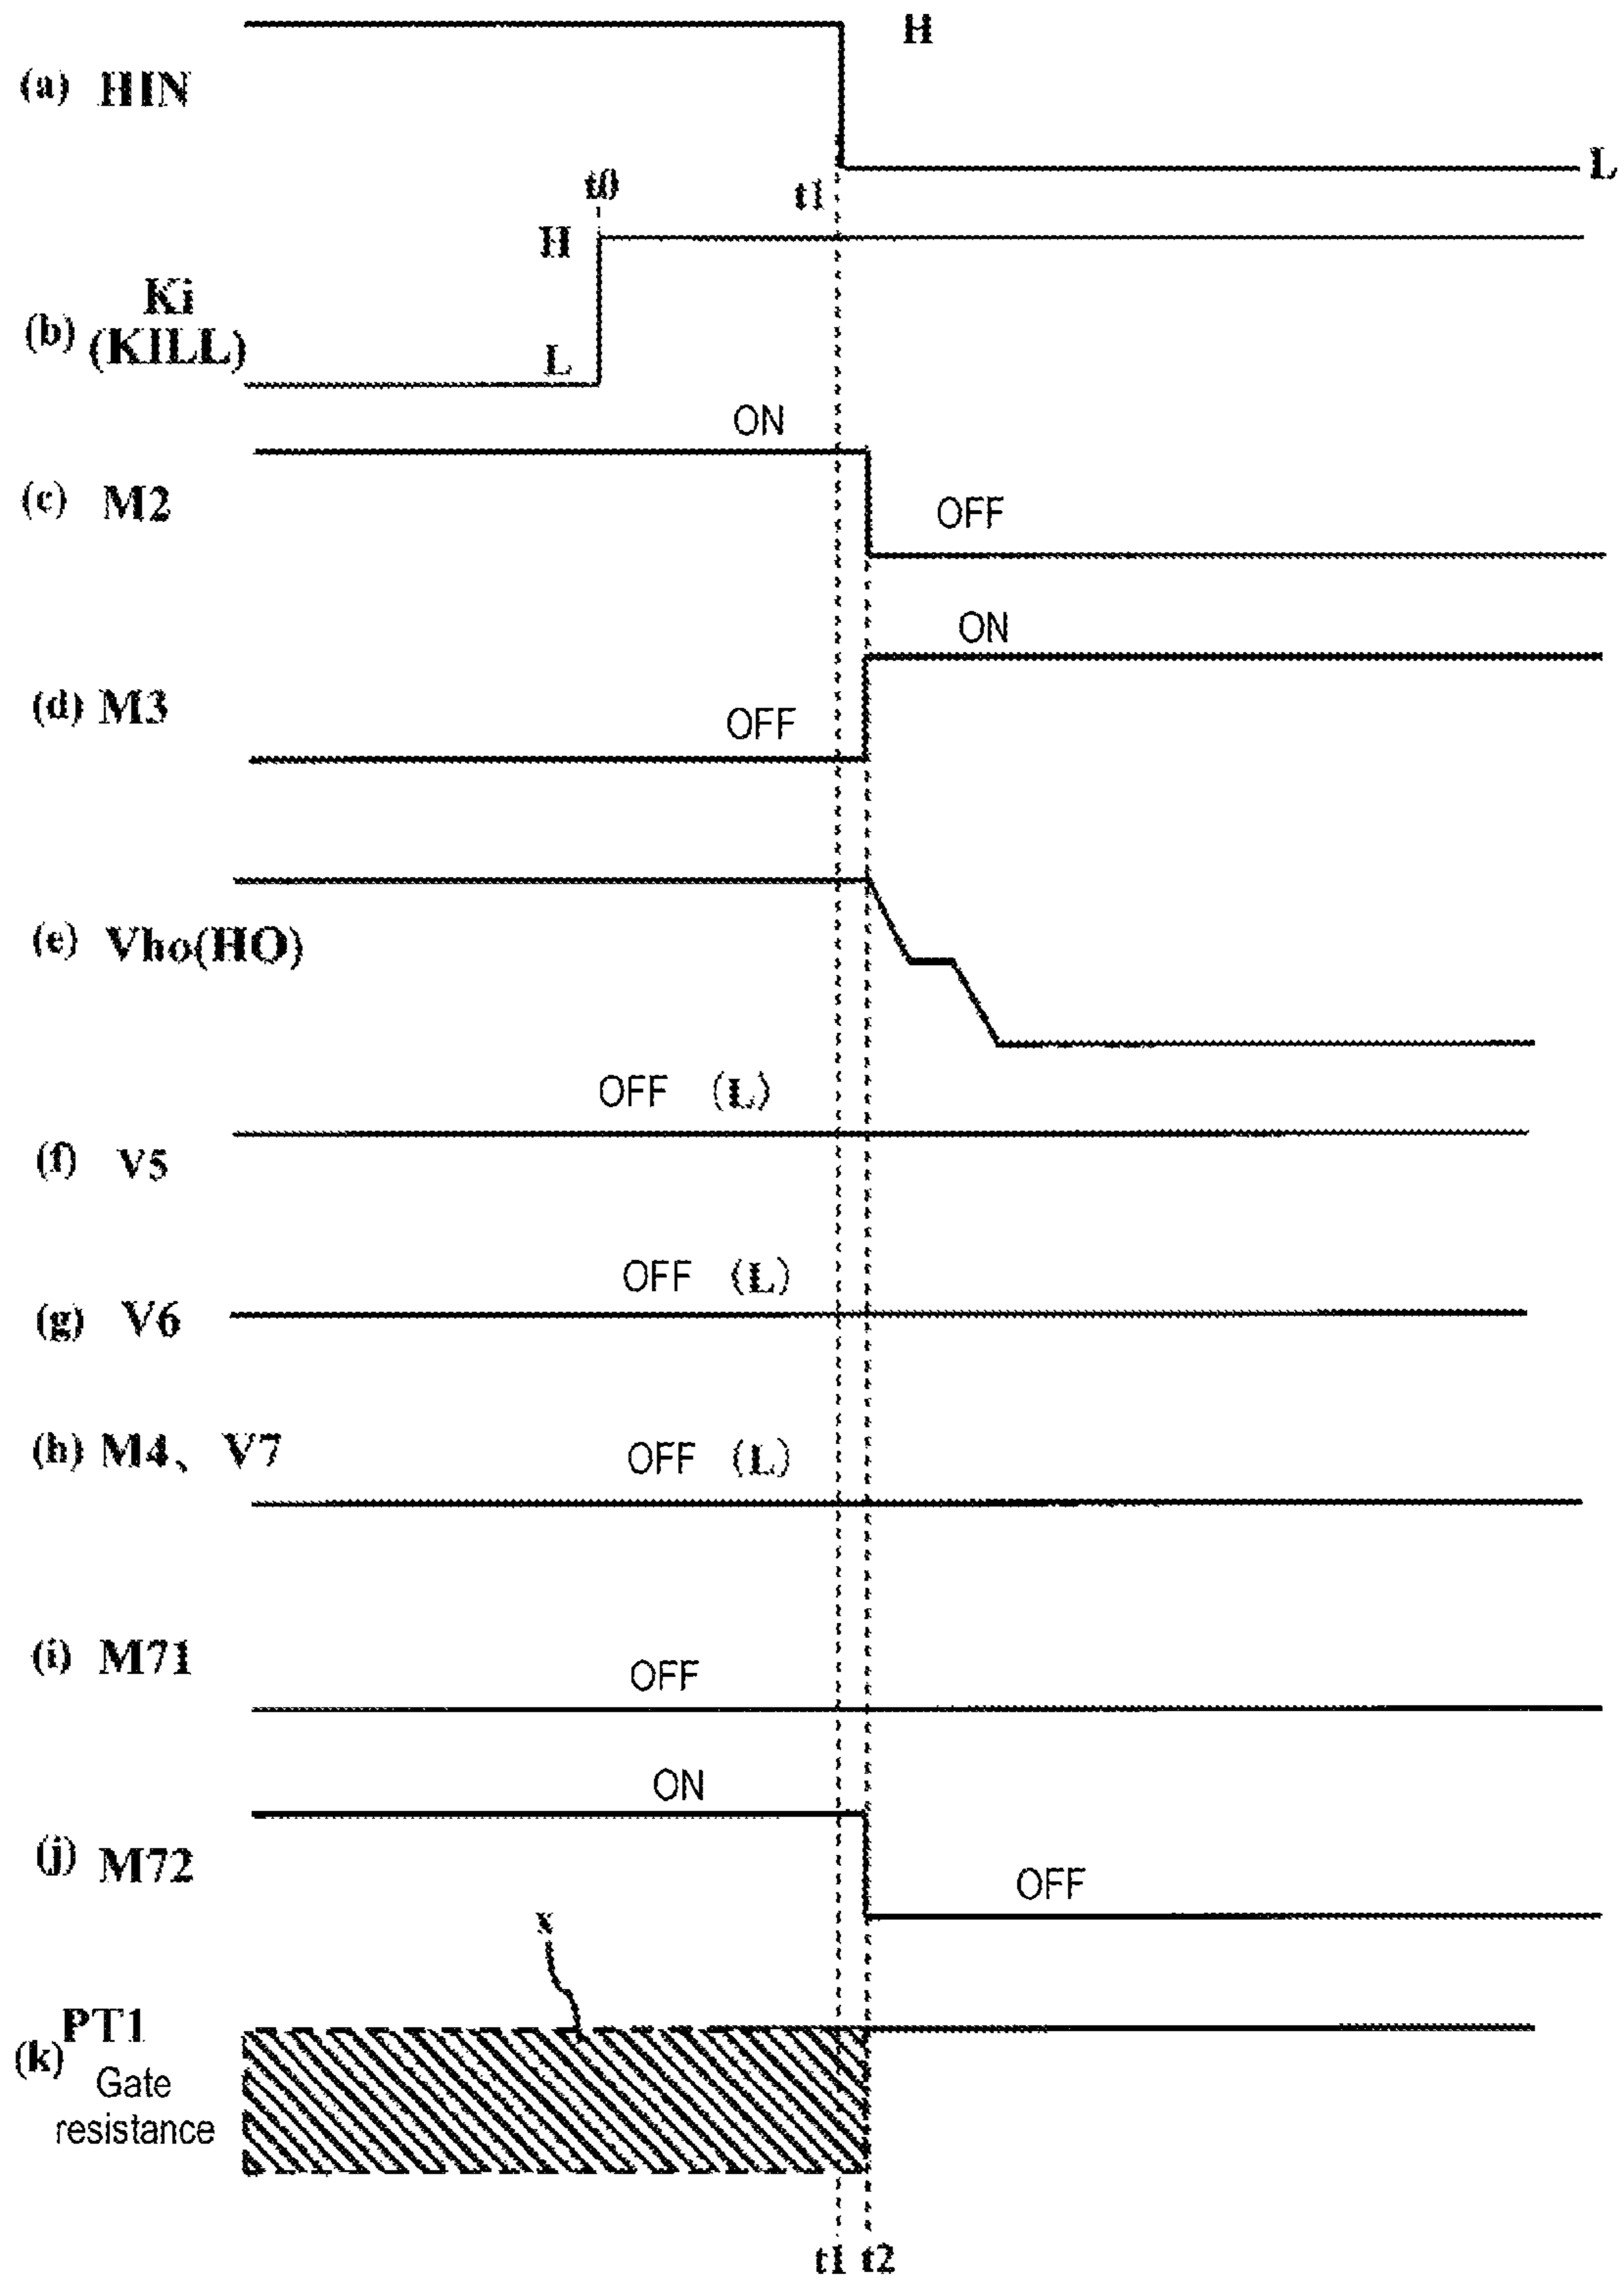 H
(a) HIN
L
t0
t1
H
Ki
(b) (KILL)
L
ON
(c) M2
OFF
ON
(d) M3
OFF
(e) Vho(HO)
OFF (L)
(f) V5
OFF (L)
(g) V6
(h) M4、V7
OFF (L)
(i) M71
OFF
ON
(j) M72
OFF
x
PT1
(k) Gate
resistance
t1 t2